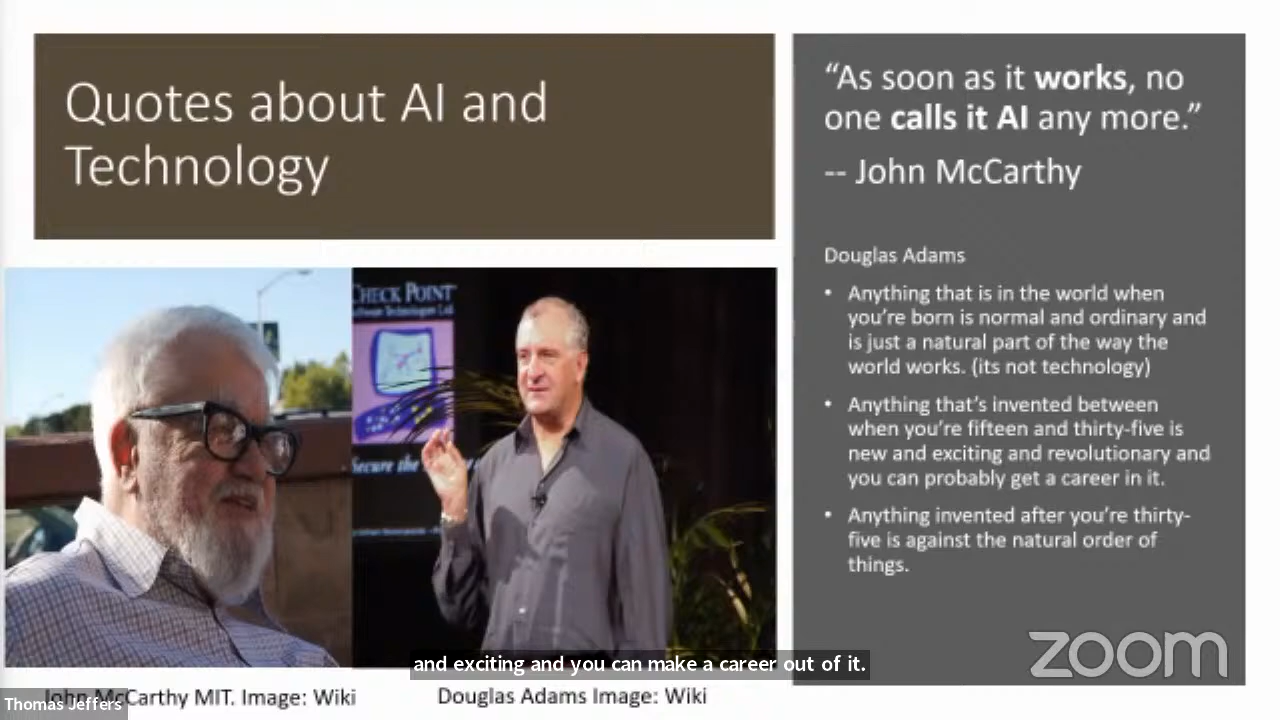 Quotes about AI and
Technology
“As soon as it works, no
one calls it AI any more.”
-- John McCarthy
Douglas Adams
• Anything that is in the world when
you’re born is normal and ordinary and
is just a natural part of the way the
world works. (its not technology)
• Anything that’s invented between
when you’re fifteen and thirty-five is
new and exciting and revolutionary and
you can probably get a career in it.
• Anything invented after you’re thirty-
five is against the natural order of
things.
CHECK POINT
Software Technologies Ltd.
Secure the
and exciting and you can make a career out of it.
zoom
John McCarthy MIT. Image: Wiki
Douglas Adams Image: Wiki
Thomas Jeffers